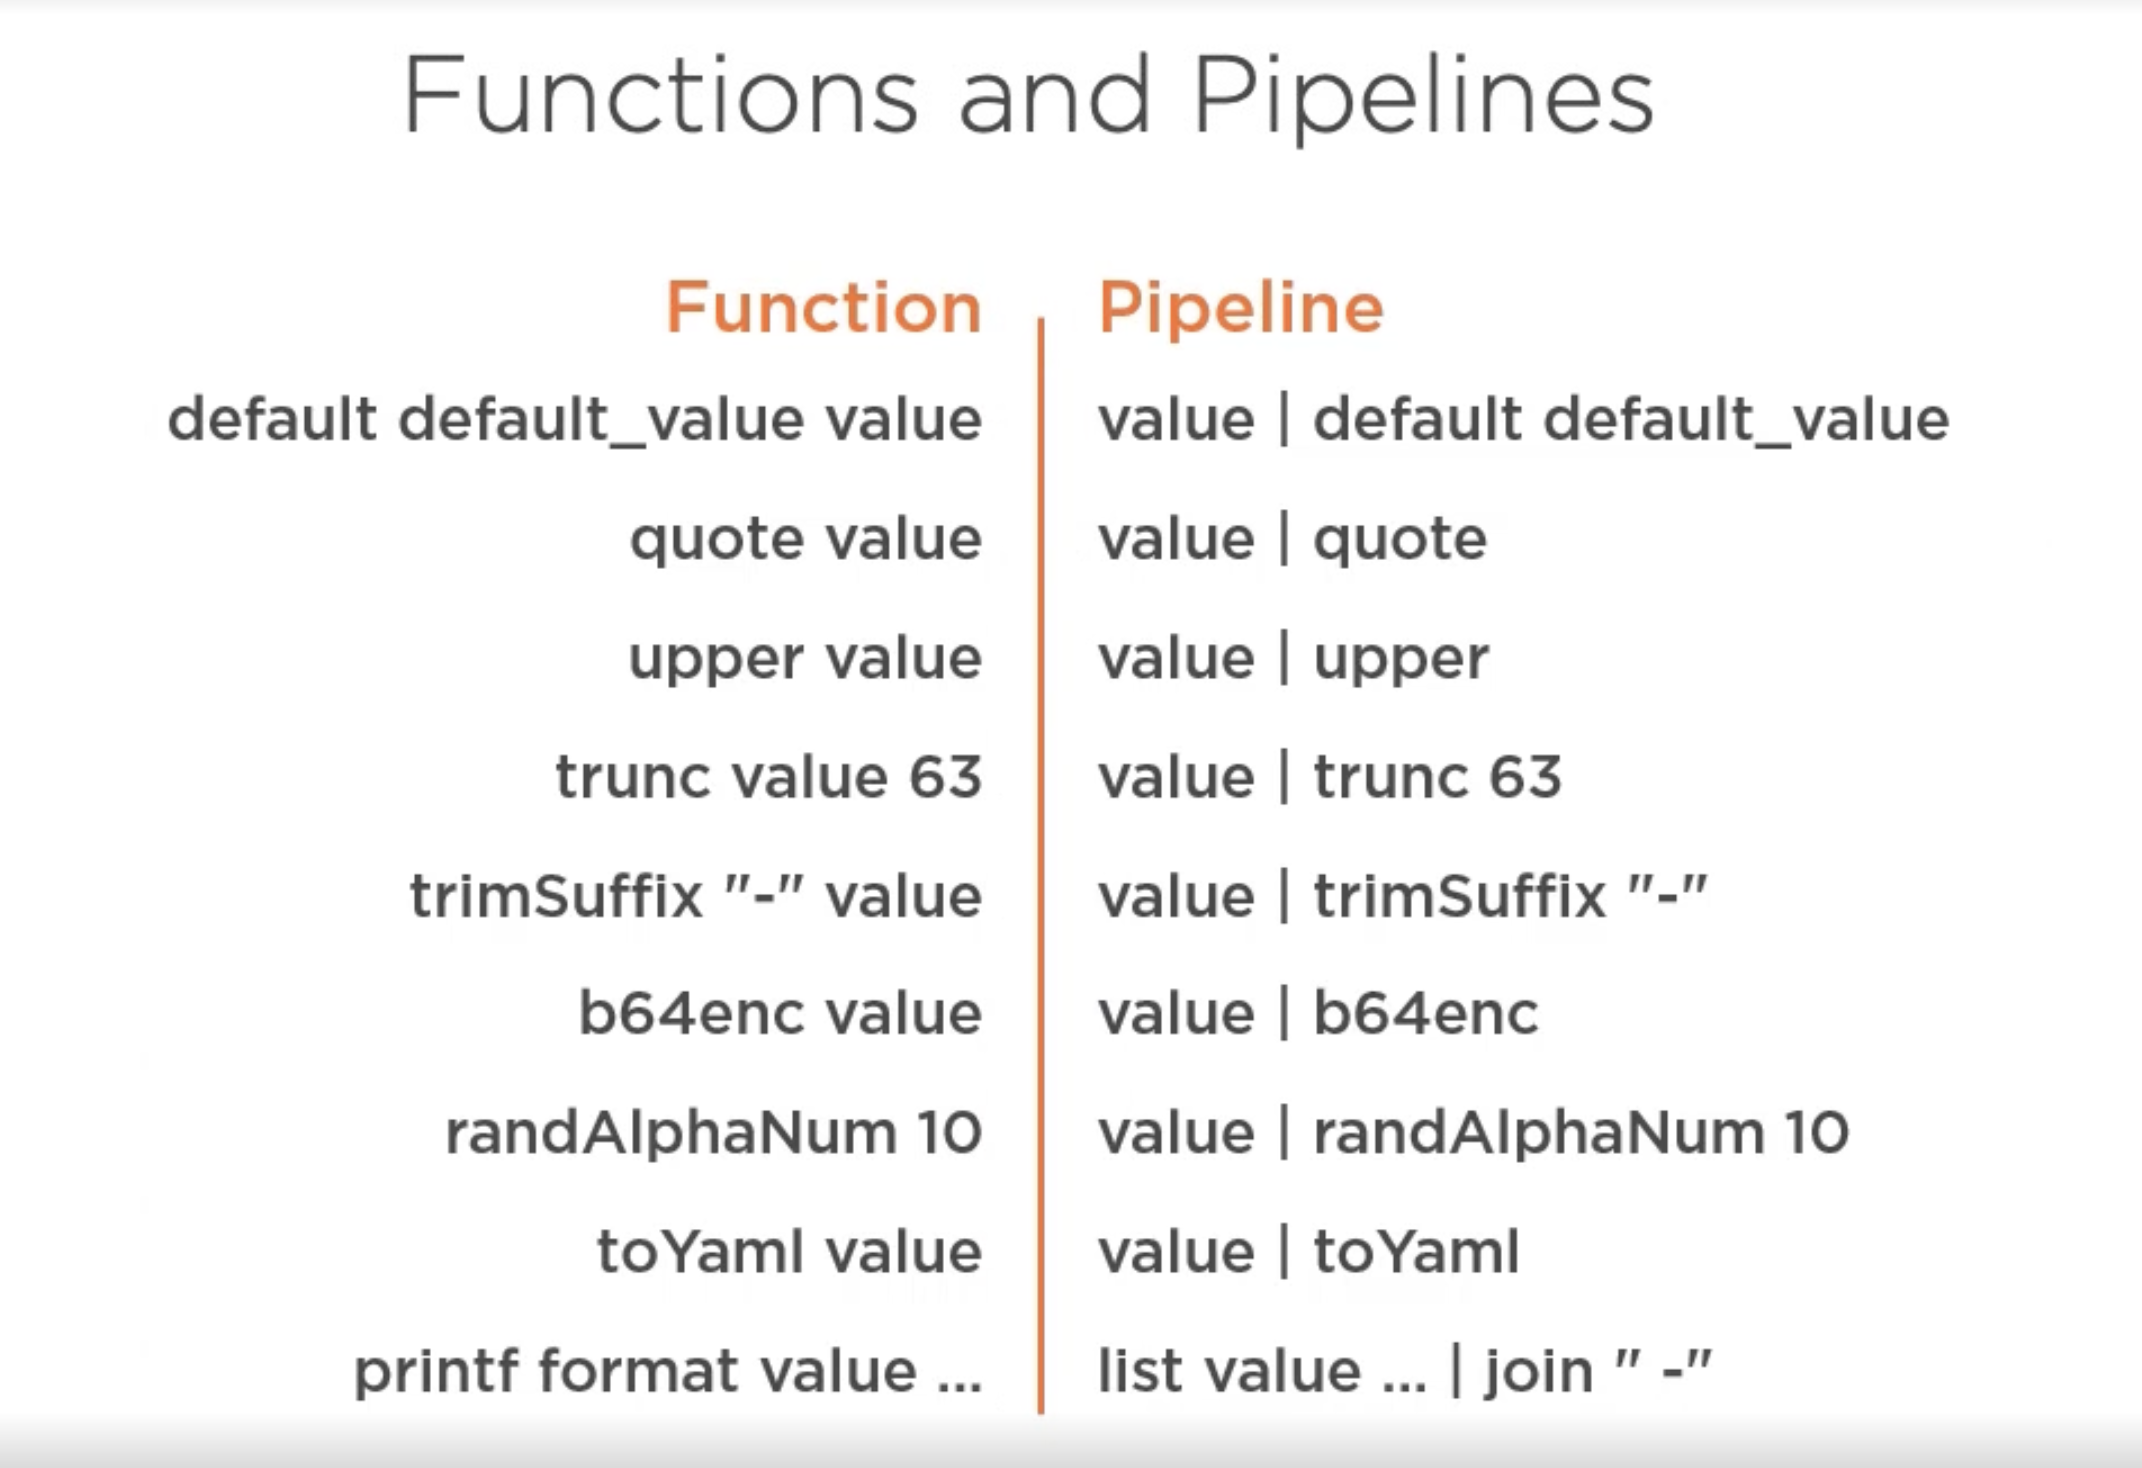 Functions and Pipelines
Function Pipeline
default default_value value value | default default_value
quote value value | quote
upper value value | upper
trunc value 63 value | trunc 63
trimSuffix "-" value value | trimSuffix "-"
b64enc value value | b64enc
randAlphaNum 10 value | randAlphaNum 10
toYaml value value | toYaml
printf format value ... list value ... | join " -"